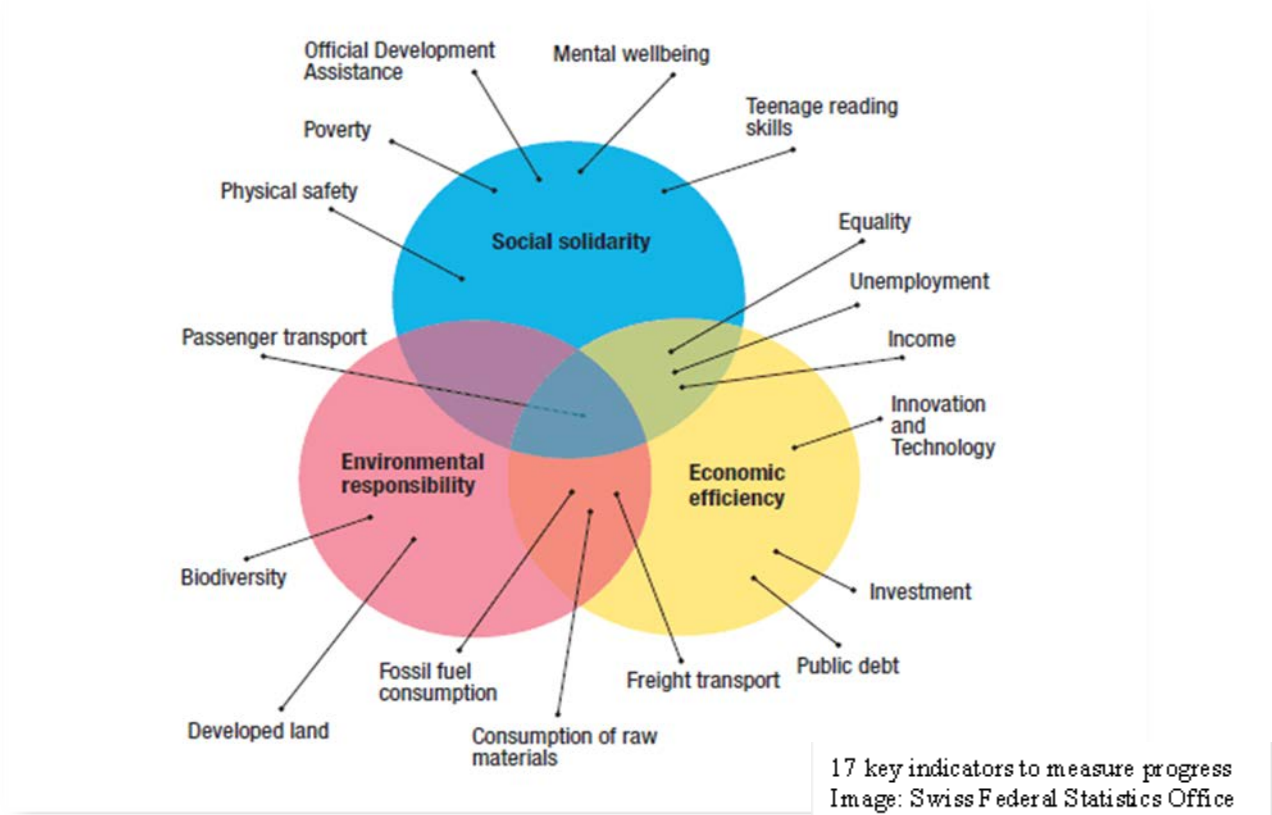 Official Development
Assistance
Mental wellbeing
Teenage reading
skills
Poverty
Physical safety
Social solidarity
Equality
Unemployment
Passenger transport
Income
Innovation
and
Technology
Environmental
responsibility
Economic
efficiency
Biodiversity
Investment
Fossil fuel
consumption
Freight transport
Public debt
Developed land
Consumption of raw
materials
17 key indicators to measure progress
Image: Swiss Federal Statistics Office